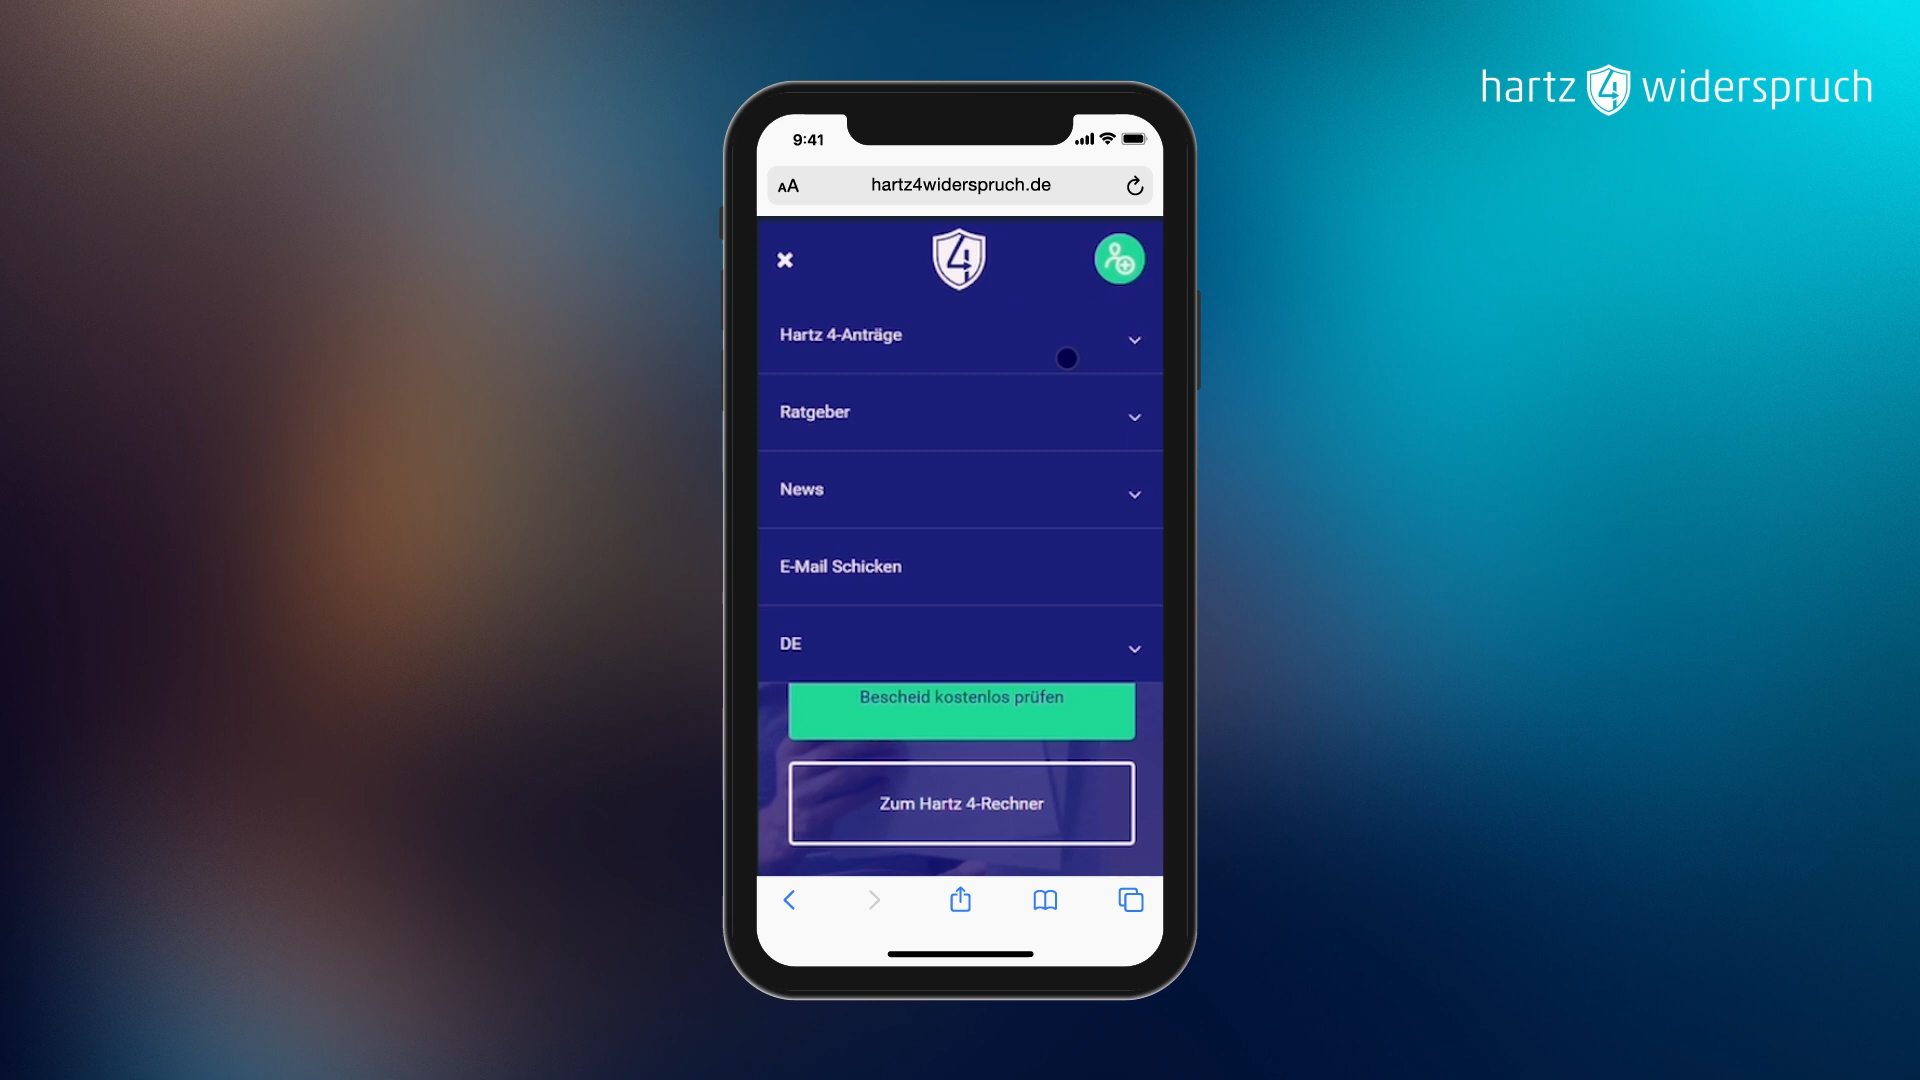 hartz 4 widerspruch
9:41
AA hartz4widerspruch.de
4
Hartz 4-Anträge
Ratgeber
News
E-Mail Schicken
DE
Bescheid kostenlos prüfen
Zum Hartz 4-Rechner